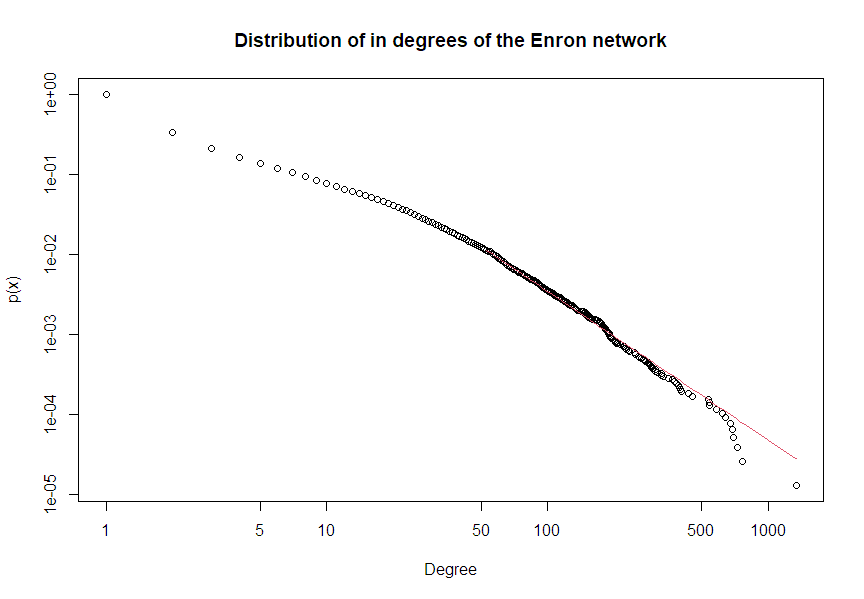 Distribution of in degrees of the Enron network
1e+00
1e-01
1e-02
1e-03
1e-04
1e-05
p(x)
1 5 10 50 100 500 1000
Degree